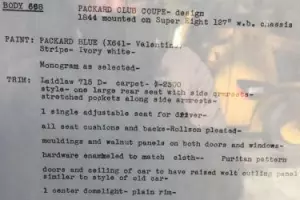 BODY 668 PACKARD CLUB COUPE- design
1844 mounted on Super Eight 127" w.b. chassis
PAINT: PACKARD BLUE (X641- Valentine)
Stripe- Ivory white-
Monogram as selected-
TRIM: Laidlaw 715 D- carpet-
style- one large rear seat with side armrests-
stretched pockets along side armrests-
1 single adjustable seat for driver-
all seat cushions and backs-Rollson pleated-
mouldings and walnut panels on both doors and windows-
hardware enameled to match cloth-- Puritan pattern
doors and ceiling of car to have raised welt outling panel
similar to style of old car-
1 center domelight- plain rim-